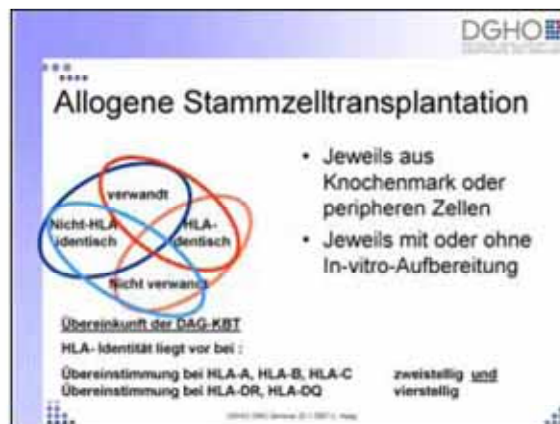 DGHO
Allogene Stammzelltransplantation
verwandt
Nicht-HLA
identisch
HLA-
identisch
Nicht verwandt
• Jeweils aus
Knochenmark oder
peripheren Zellen
• Jeweils mit oder ohne
In-vitro-Aufbereitung
Übereinkunft der DAG-KBT
HLA- Identität liegt vor bei :
Übereinstimmung bei HLA-A, HLA-B, HLA-C zweistellig und
Übereinstimmung bei HLA-DR, HLA-DQ vierstellig